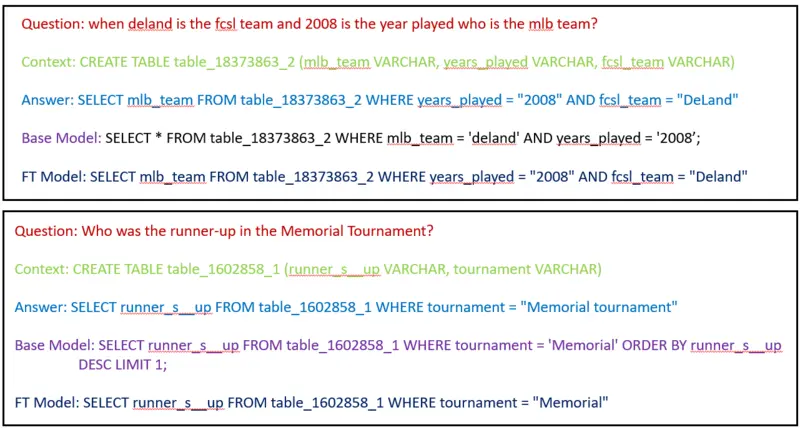 Question: when deland is the fcsl team and 2008 is the year played who is the mlb team?
Context: CREATE TABLE table_18373863_2 (mlb_team VARCHAR, years_played VARCHAR, fcsl_team VARCHAR)
Answer: SELECT mlb_team FROM table_18373863_2 WHERE years_played = "2008" AND fcsl_team = "DeLand"
Base Model: SELECT * FROM table_18373863_2 WHERE mlb_team = 'deland' AND years_played = '2008’;
FT Model: SELECT mlb_team FROM table_18373863_2 WHERE years_played = "2008" AND fcsl_team = "Deland"
Question: Who was the runner-up in the Memorial Tournament?
Context: CREATE TABLE table_1602858_1 (runner_s__up VARCHAR, tournament VARCHAR)
Answer: SELECT runner_s__up FROM table_1602858_1 WHERE tournament = "Memorial tournament"
Base Model: SELECT runner_s__up FROM table_1602858_1 WHERE tournament = 'Memorial' ORDER BY runner_s__up
DESC LIMIT 1;
FT Model: SELECT runner_s__up FROM table_1602858_1 WHERE tournament = "Memorial"